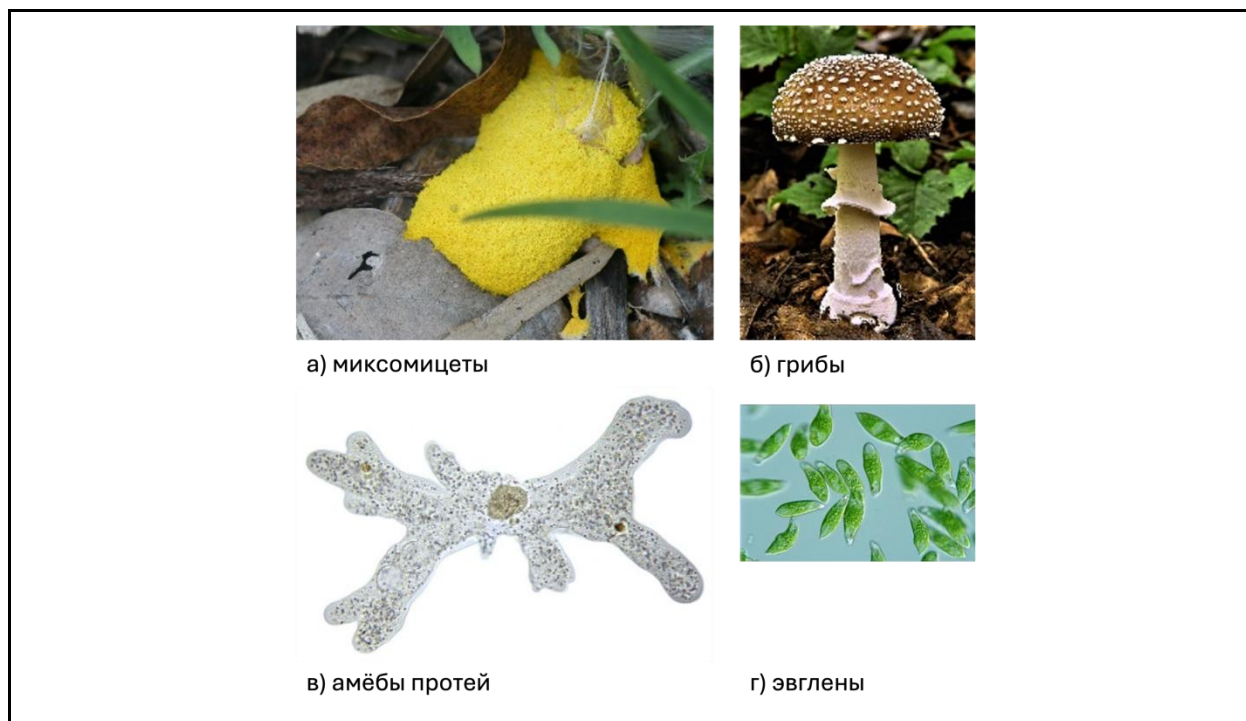 а) миксомицеты
б) грибы
в) амёбы протей
г) эвглены